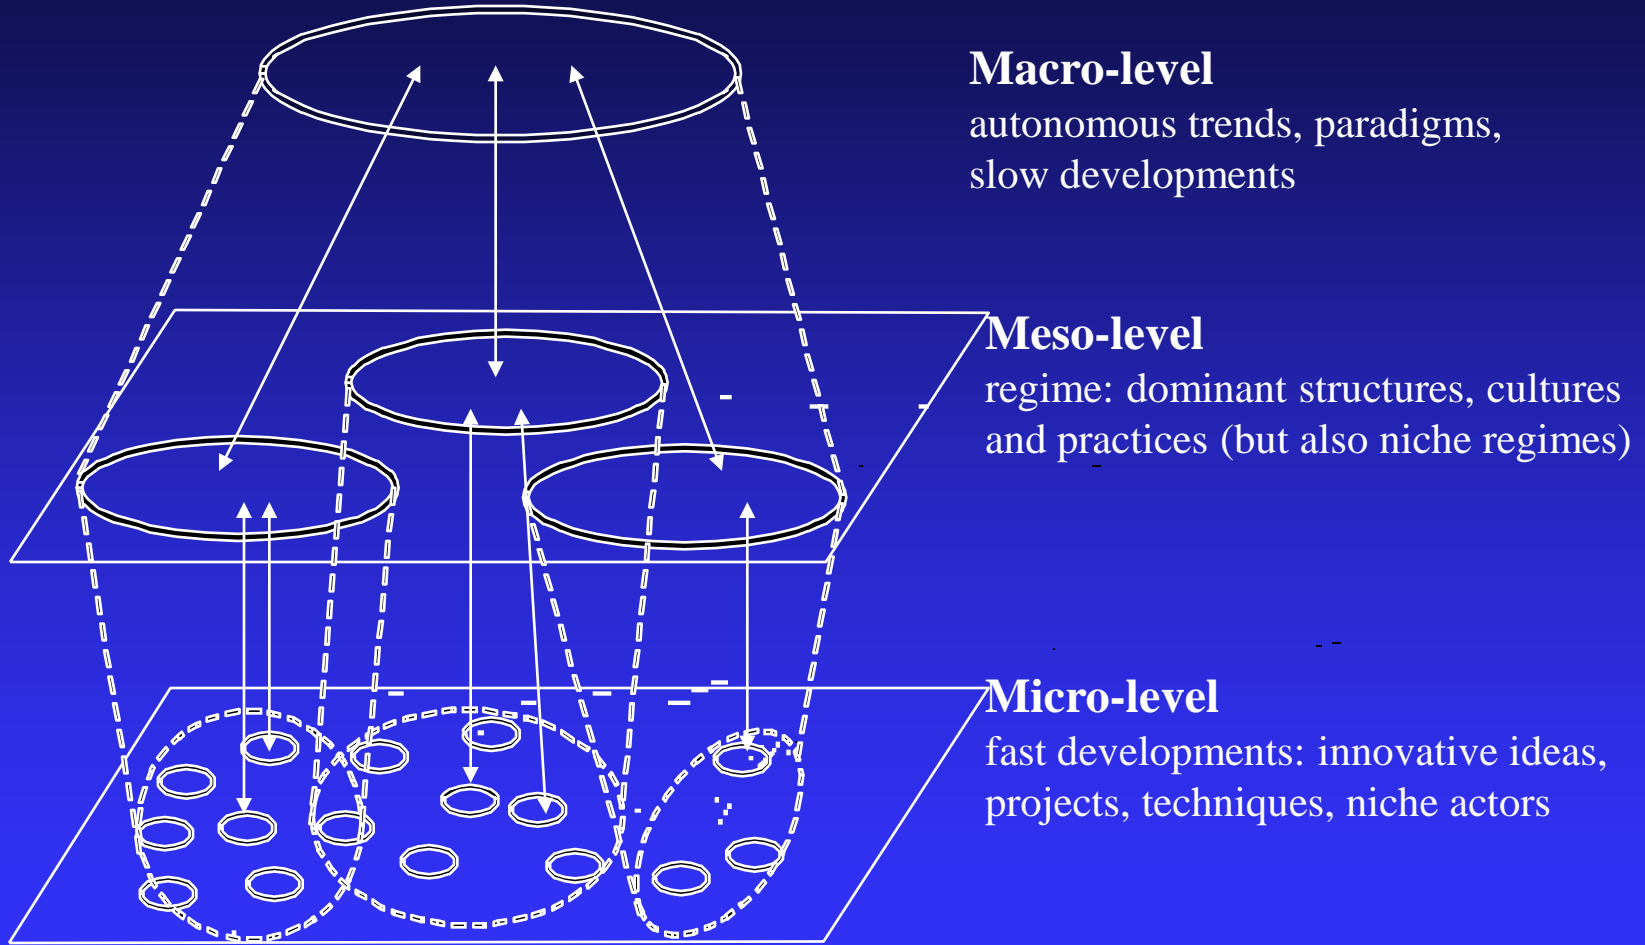 Macro-level
autonomous trends, paradigms,
slow developments
Meso-level
regime: dominant structures, cultures
and practices (but also niche regimes)
Micro-level
fast developments: innovative ideas,
projects, techniques, niche actors